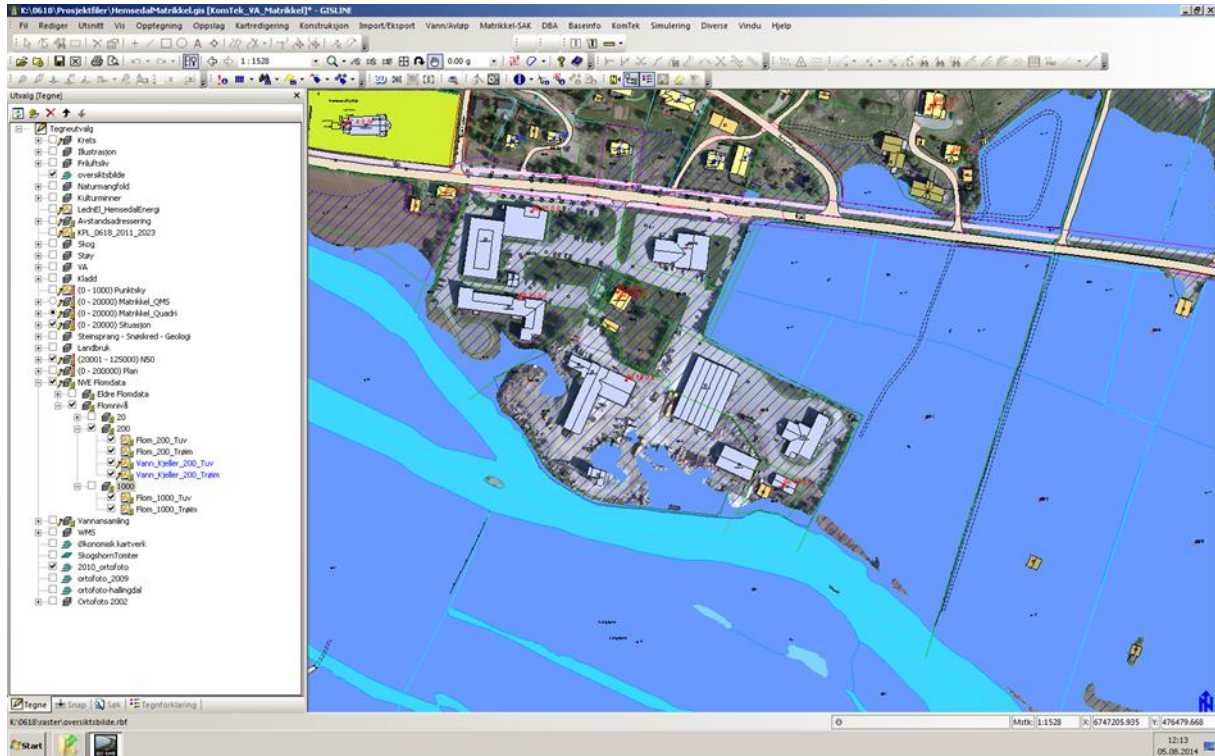 K:\0618\Prosjektfiler\HemsedalMatrikkel.gis [KomTek_VA_Matrikkel]* - GISLINE
Fil Rediger Utsnitt Vis Opptegning Oppslag Kartredigering Konstruksjon Import/Eksport Vann/Avløp Matrikkel-SAK DBA Baseinfo KomTek Simulering Diverse Vindu Hjelp
1:1528
0.00 g
Utvalg [Tegne]
Tegneutvalg
Krets
Illustrasjon
Friluftsliv
oversiktsbilde
Naturmangfold
Kulturminner
LednEl_HemsedalEnergi
Avstandsadressering
KPL_0618_2011_2023
Skog
Støy
VA
Kladd
(0 - 1000) Punktsky
(0 - 20000) Matrikkel_QMS
(0 - 20000) Matrikkel_Quadri
(0 - 20000) Situasjon
Steinsprang - Snøskred - Geologi
Landbruk
(20001 - 125000) N50
(0 - 200000) Plan
NVE Flomdata
Eldre Flomdata
Flomnivå
20
200
Flom_200_Tuv
Flom_200_Trøim
Vann_Kjeller_200_Tuv
Vann_Kjeller_200_Trøim
1000
Flom_1000_Tuv
Flom_1000_Trøim
Vannansamling
WMS
Økonomisk kartverk
SkogshornTomter
2010_ortofoto
ortofoto_2009
ortofoto-hallingdal
Ortofoto 2002
Tegne Snap Søk Tegnforklaring
K:\0618\raster\oversiktsbilde.rbf
Mstk: 1:1528 X: 6747205.935 Y: 476479.668
Start
12:13
05.08.2014